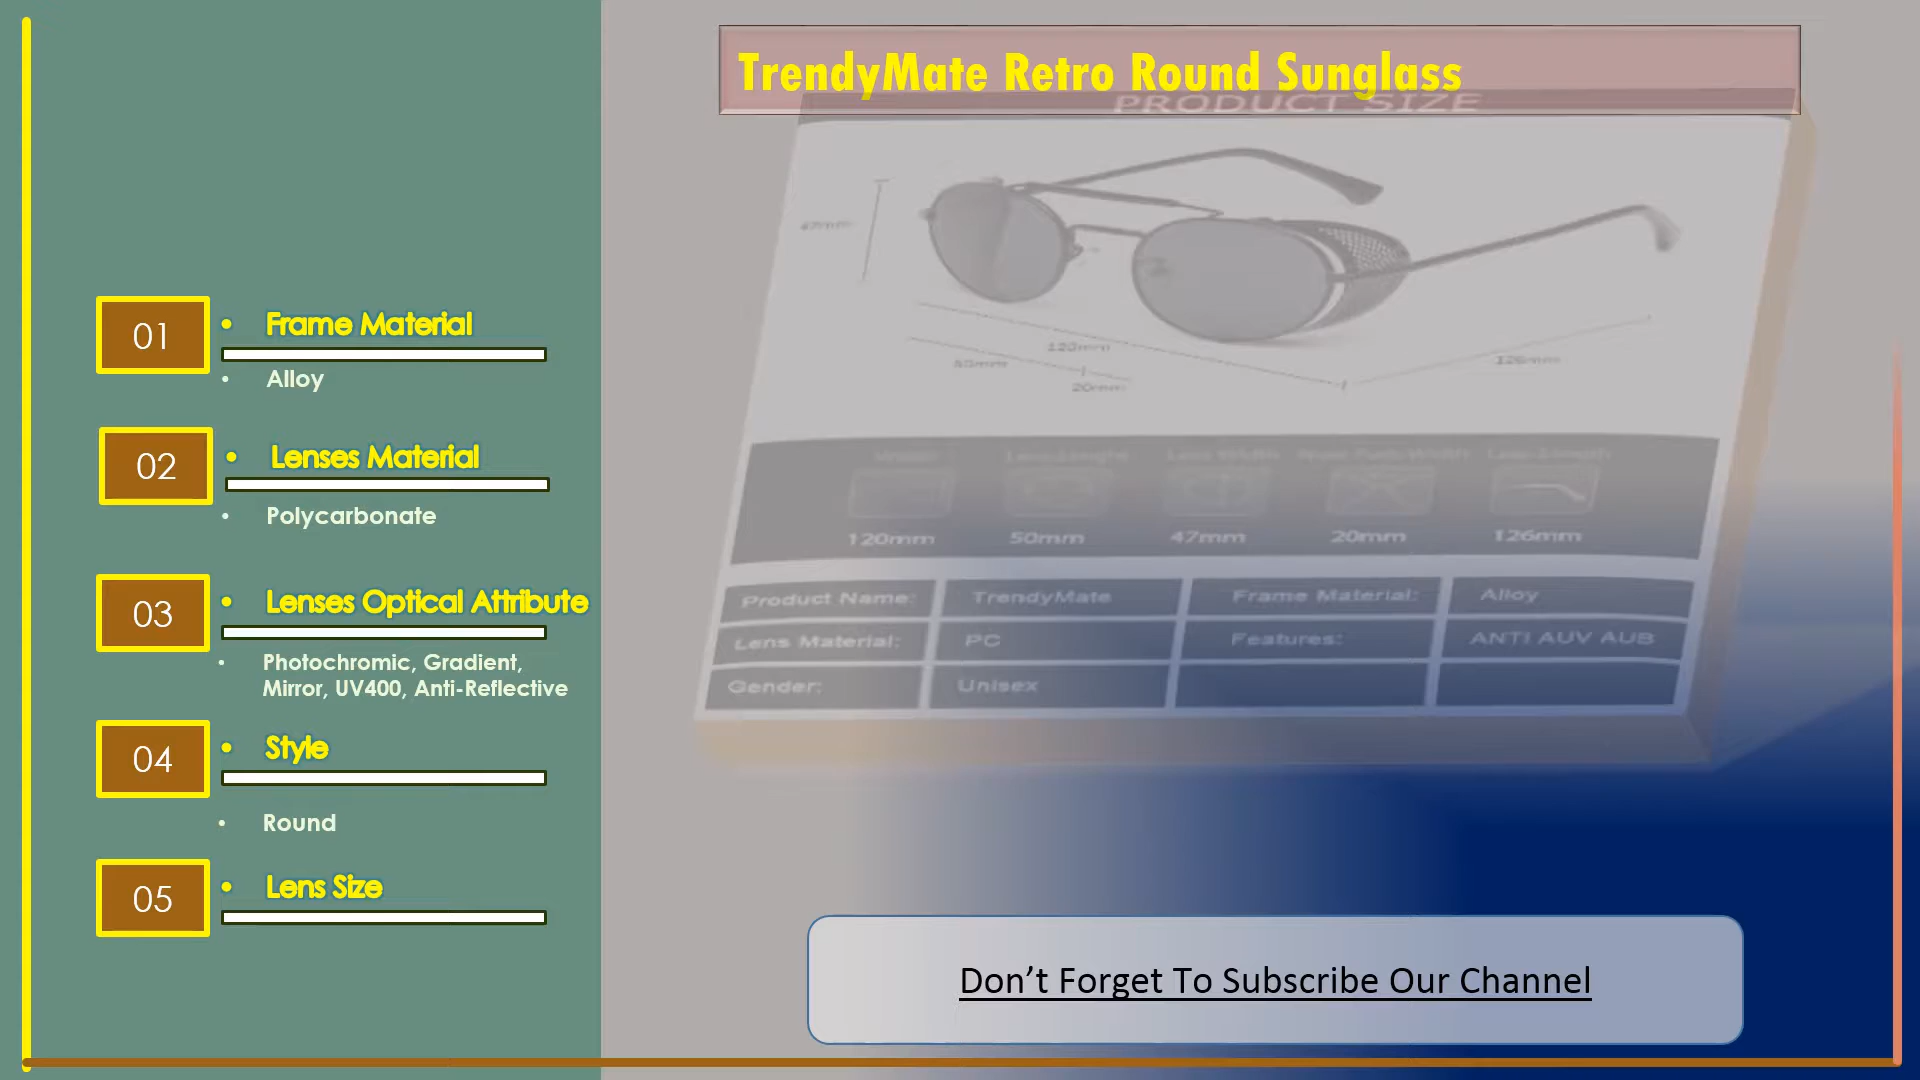 TrendyMate Retro Round Sunglass
01
• Frame Material
• Alloy
02
• Lenses Material
• Polycarbonate
03
• Lenses Optical Attribute
• Photochromic, Gradient,
Mirror, UV400, Anti-Reflective
04
• Style
• Round
05
• Lens Size
PRODUCT SIZE
47mm
120mm
50mm
20mm
126mm
120mm 50mm 47mm 20mm 126mm
Product Name: TrendyMate Frame Material: Alloy
Lens Material: PC Features: ANTI AUV AUB
Gender: Unisex
Don’t Forget To Subscribe Our Channel